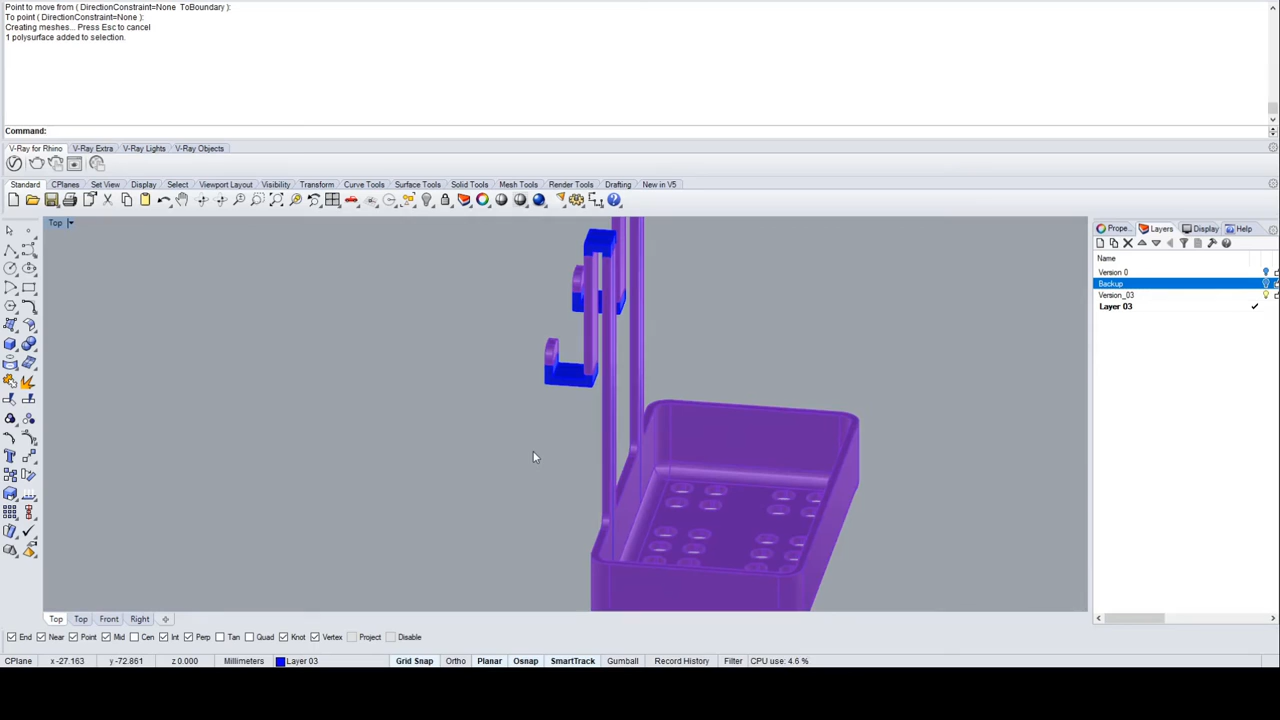 Point to move from ( DirectionConstraint=None  ToBoundary ):
To point ( DirectionConstraint=None ):
Creating meshes... Press Esc to cancel
1 polysurface added to selection.
Command:
V-Ray for Rhino V-Ray Extra V-Ray Lights V-Ray Objects
Standard CPlanes Set View Display Select Viewport Layout Visibility Transform Curve Tools Surface Tools Solid Tools Mesh Tools Render Tools Drafting New in V5
Top
Prope... Layers Display Help
Name
Version 0
Backup
Version_03
Layer 03
Top Top Front Right
End Near Point Mid Cen Int Perp Tan Quad Knot Vertex Project Disable
CPlane x -27.163 y -72.861 z 0.000 Millimeters Layer 03 Grid Snap Ortho Planar Osnap SmartTrack Gumball Record History Filter CPU use: 4.6 %